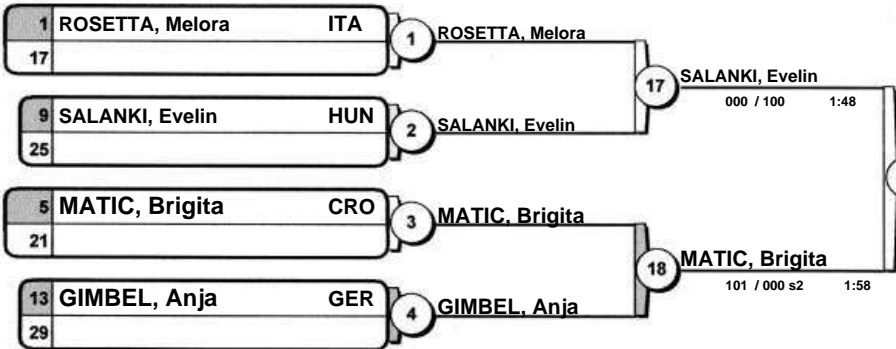 1 ROSETTA, Melora ITA
17
1 ROSETTA, Melora
9 SALANKI, Evelin HUN
25
2 SALANKI, Evelin
17 SALANKI, Evelin
000 / 100 1:48
5 MATIC, Brigita CRO
21
3 MATIC, Brigita
13 GIMBEL, Anja GER
29
4 GIMBEL, Anja
18 MATIC, Brigita
101 / 000 s2 1:58